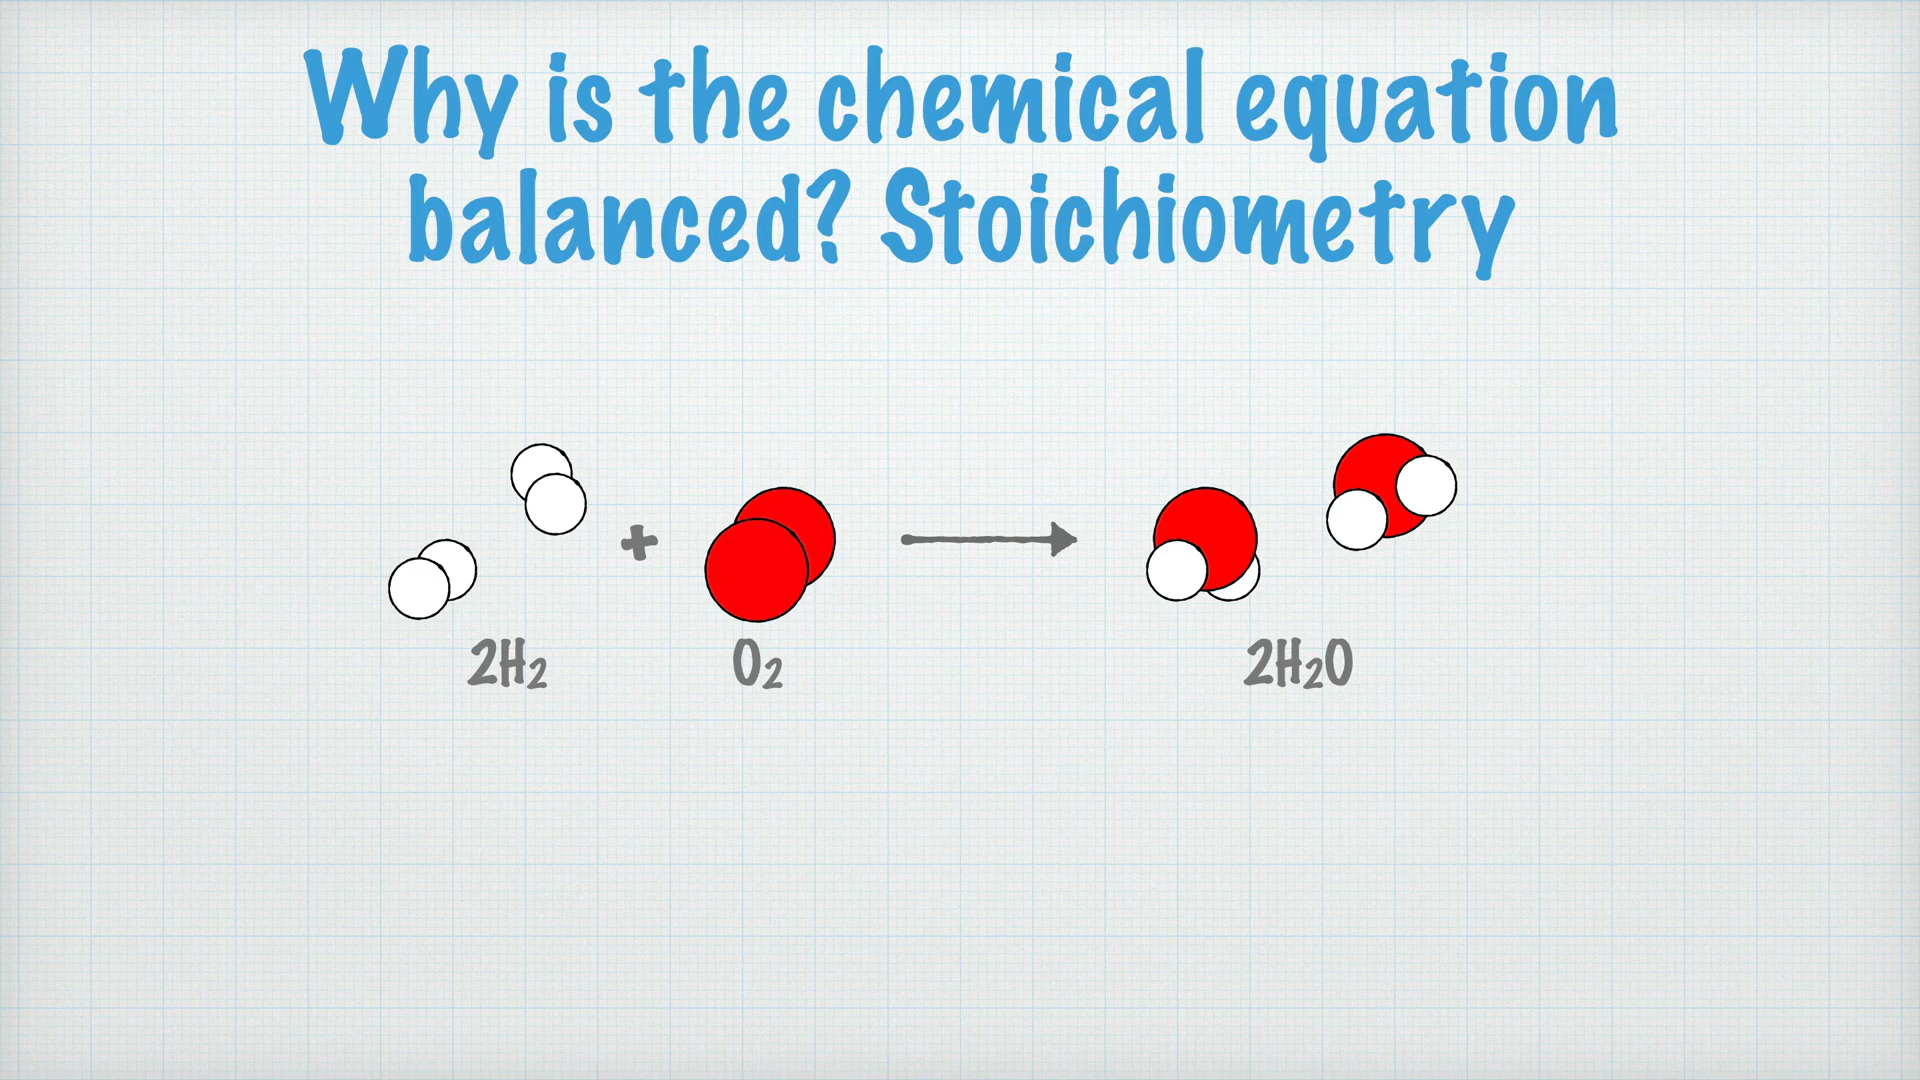 Why is the chemical equation
balanced? Stoichiometry
+
2H₂ O₂ 2H₂O